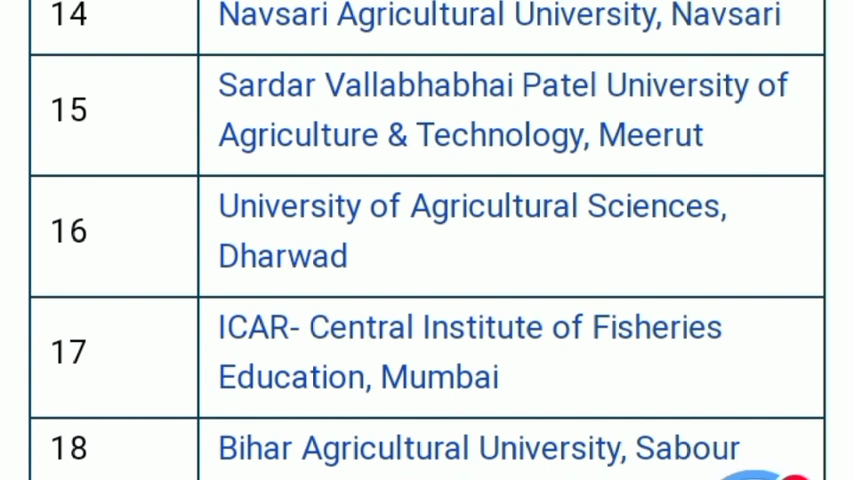 14 Navsari Agricultural University, Navsari
15 Sardar Vallabhabhai Patel University of
Agriculture & Technology, Meerut
16 University of Agricultural Sciences,
Dharwad
17 ICAR- Central Institute of Fisheries
Education, Mumbai
18 Bihar Agricultural University, Sabour